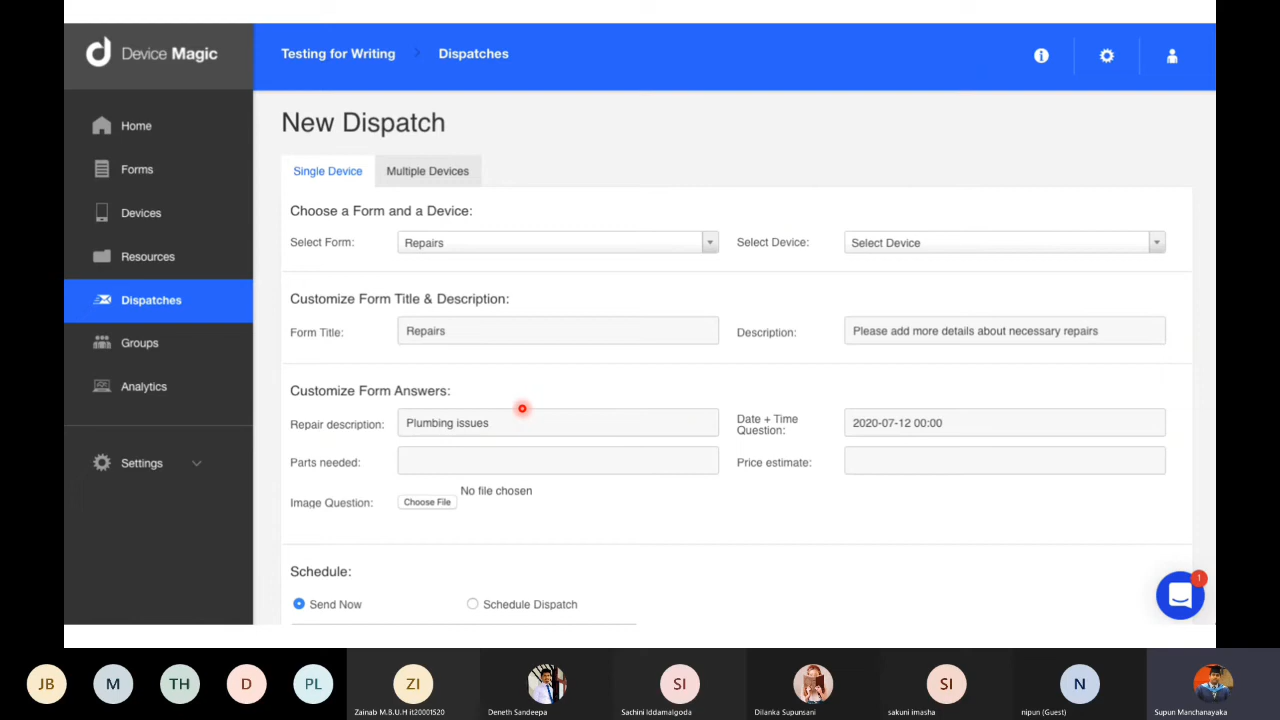 Device Magic
Testing for Writing > Dispatches
Home
Forms
Devices
Resources
Dispatches
Groups
Analytics
Settings
New Dispatch
Single Device Multiple Devices
Choose a Form and a Device:
Select Form: Repairs Select Device: Select Device
Customize Form Title & Description:
Form Title: Repairs Description: Please add more details about necessary repairs
Customize Form Answers:
Repair description: Plumbing issues Date + Time Question: 2020-07-12 00:00
Parts needed: Price estimate:
Image Question: Choose File No file chosen
Schedule:
Send Now Schedule Dispatch
1
JB M TH D PL ZI SI SI N
Zainab M.B.U.H it20001520 Deneth Sandeepa Sachini Iddamalgoda Dilanka Supunsani sakuni imasha nipun (Guest) Supun Manchanayaka